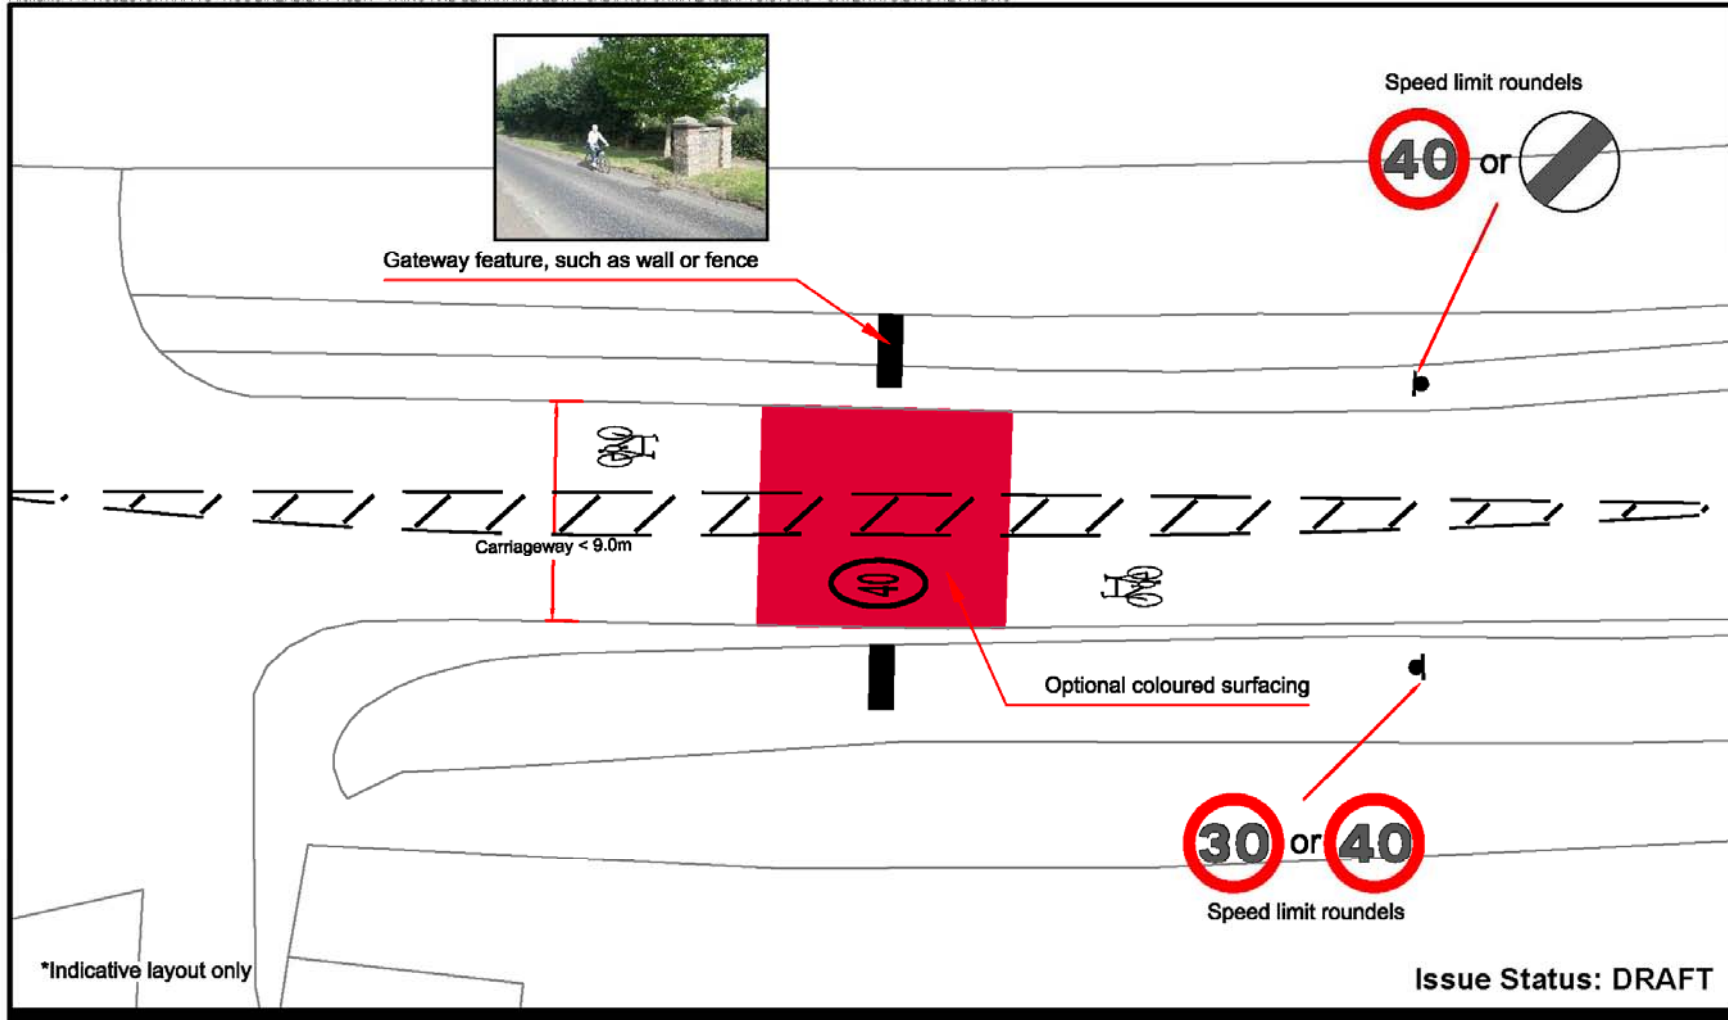 Speed limit roundels
40 or
Gateway feature, such as wall or fence
Carriageway < 9.0m
40
Optional coloured surfacing
30 or 40
Speed limit roundels
*Indicative layout only
Issue Status: DRAFT